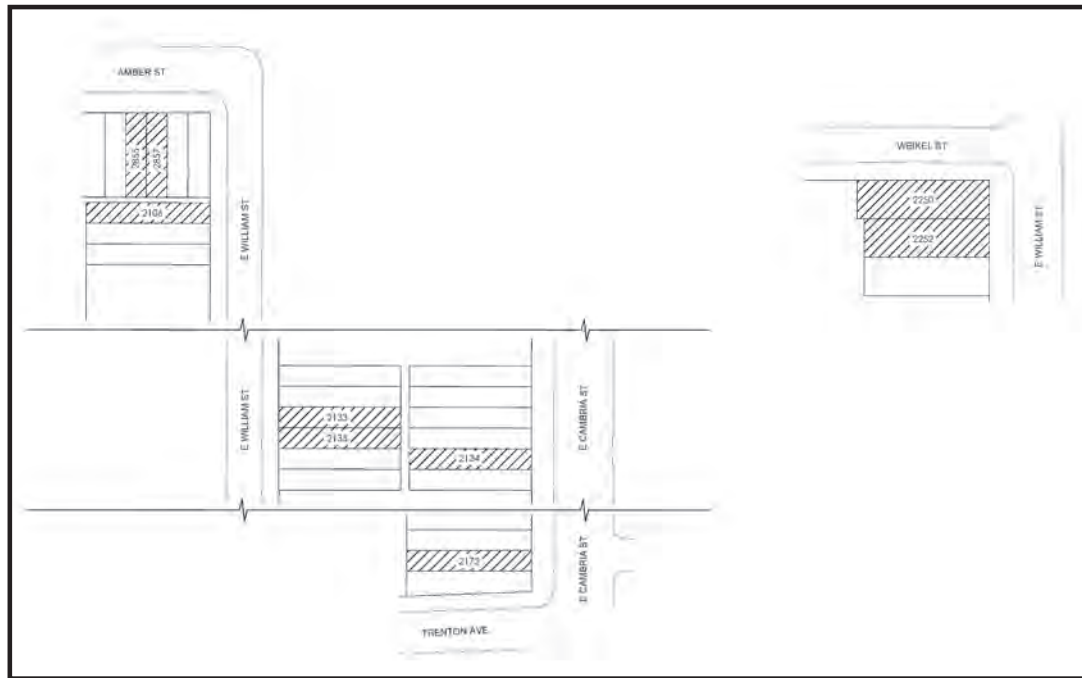 AMBER ST
2855
2857
2106
E WILLIAM ST
WEIKEL ST
2250
2252
E WILLIAM ST
E WILLIAM ST
2133
2135
2134
E CAMBRIA ST
2172
E CAMBRIA ST
TRENTON AVE.